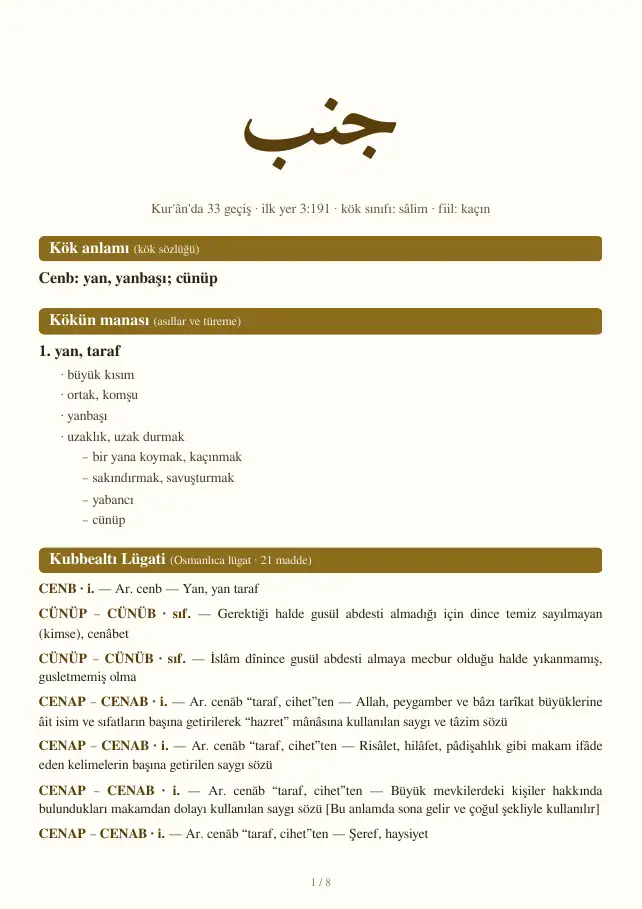 جنب
Kur'ân'da 33 geçiş · ilk yer 3:191 · kök sınıfı: sâlim · fiil: kaçın
Kök anlamı (kök sözlüğü)
Cenb: yan, yanbaşı; cünüp
Kökün manası (asıllar ve türeme)
1. yan, taraf
· büyük kısım
· ortak, komşu
· yanbaşı
· uzaklık, uzak durmak
– bir yana koymak, kaçınmak
– sakındırmak, savuşturmak
– yabancı
– cünüp
Kubbealtı Lügati (Osmanlıca lügat · 21 madde)
CENB · i. — Ar. cenb — Yan, yan taraf
CÜNÜP – CÜNÜB · sıf. — Gerektiği halde gusül abdesti almadığı için dince temiz sayılmayan
(kimse), cenâbet
CÜNÜP – CÜNÜB · sıf. — İslâm dînince gusül abdesti almaya mecbur olduğu halde yıkanmamış,
gusletmemiş olma
CENAP – CENAB · i. — Ar. cenāb “taraf, cihet”ten — Allah, peygamber ve bâzı tarîkat büyüklerine
âit isim ve sıfatların başına getirilerek “hazret” mânâsına kullanılan saygı ve tâzim sözü
CENAP – CENAB · i. — Ar. cenāb “taraf, cihet”ten — Risâlet, hilâfet, pâdişahlık gibi makam ifâde
eden kelimelerin başına getirilen saygı sözü
CENAP – CENAB · i. — Ar. cenāb “taraf, cihet”ten — Büyük mevkilerdeki kişiler hakkında
bulundukları makamdan dolayı kullanılan saygı sözü [Bu anlamda sona gelir ve çoğul şekliyle kullanılır]
CENAP – CENAB · i. — Ar. cenāb “taraf, cihet”ten — Şeref, haysiyet
1 / 8